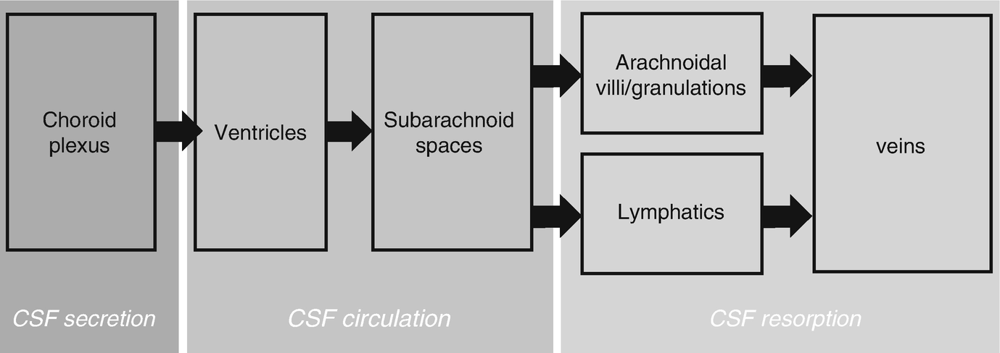 Choroid
plexus
Ventricles
Subarachnoid
spaces
Arachnoidal
villi/granulations
Lymphatics
veins
CSF secretion
CSF circulation
CSF resorption